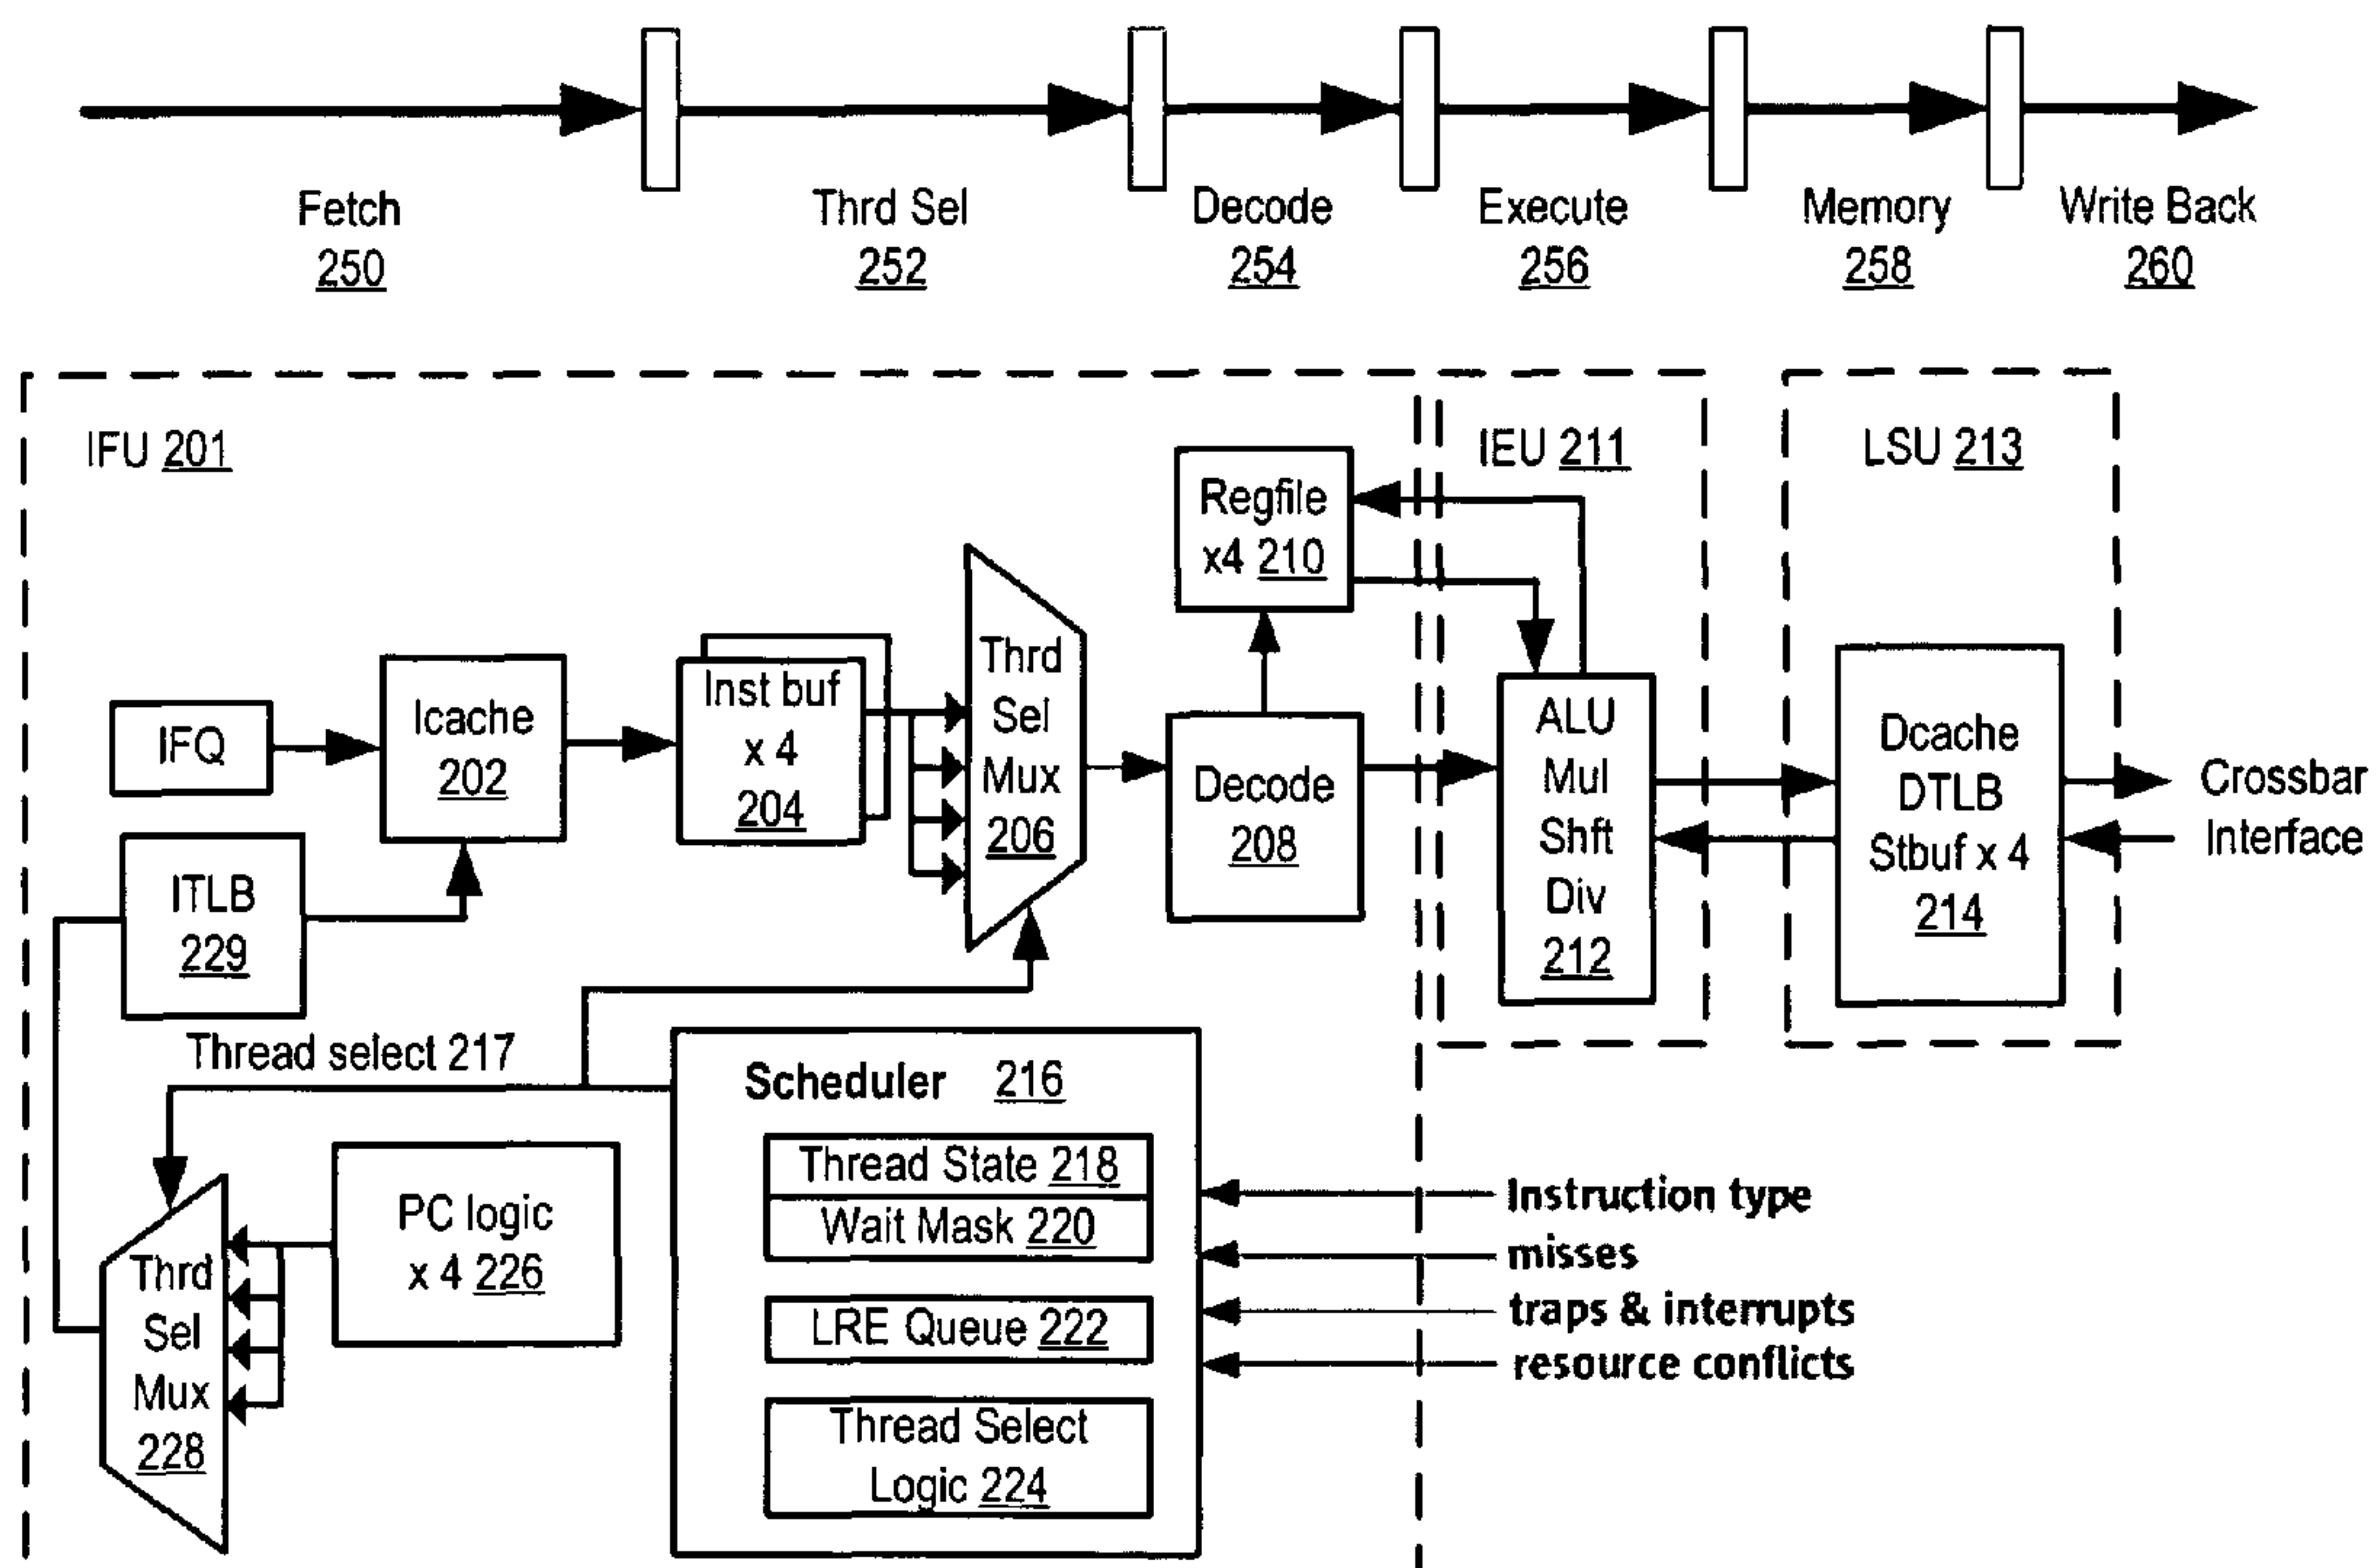 Fetch
250
Thrd Sel
252
Decode
254
Execute
256
Memory
258
Write Back
260
IFU 201
IEU 211
LSU 213
Regfile
x4 210
IFQ
Icache
202
Inst buf
x 4
204
Thrd
Sel
Mux
206
Decode
208
ALU
Mul
Shft
Div
212
Dcache
DTLB
Stbuf x 4
214
Crossbar
Interface
ITLB
229
Thread select 217
Scheduler 216
Thread State 218
Wait Mask 220
LRE Queue 222
Thread Select
Logic 224
PC logic
x 4 226
Thrd
Sel
Mux
228
Instruction type
misses
traps & interrupts
resource conflicts